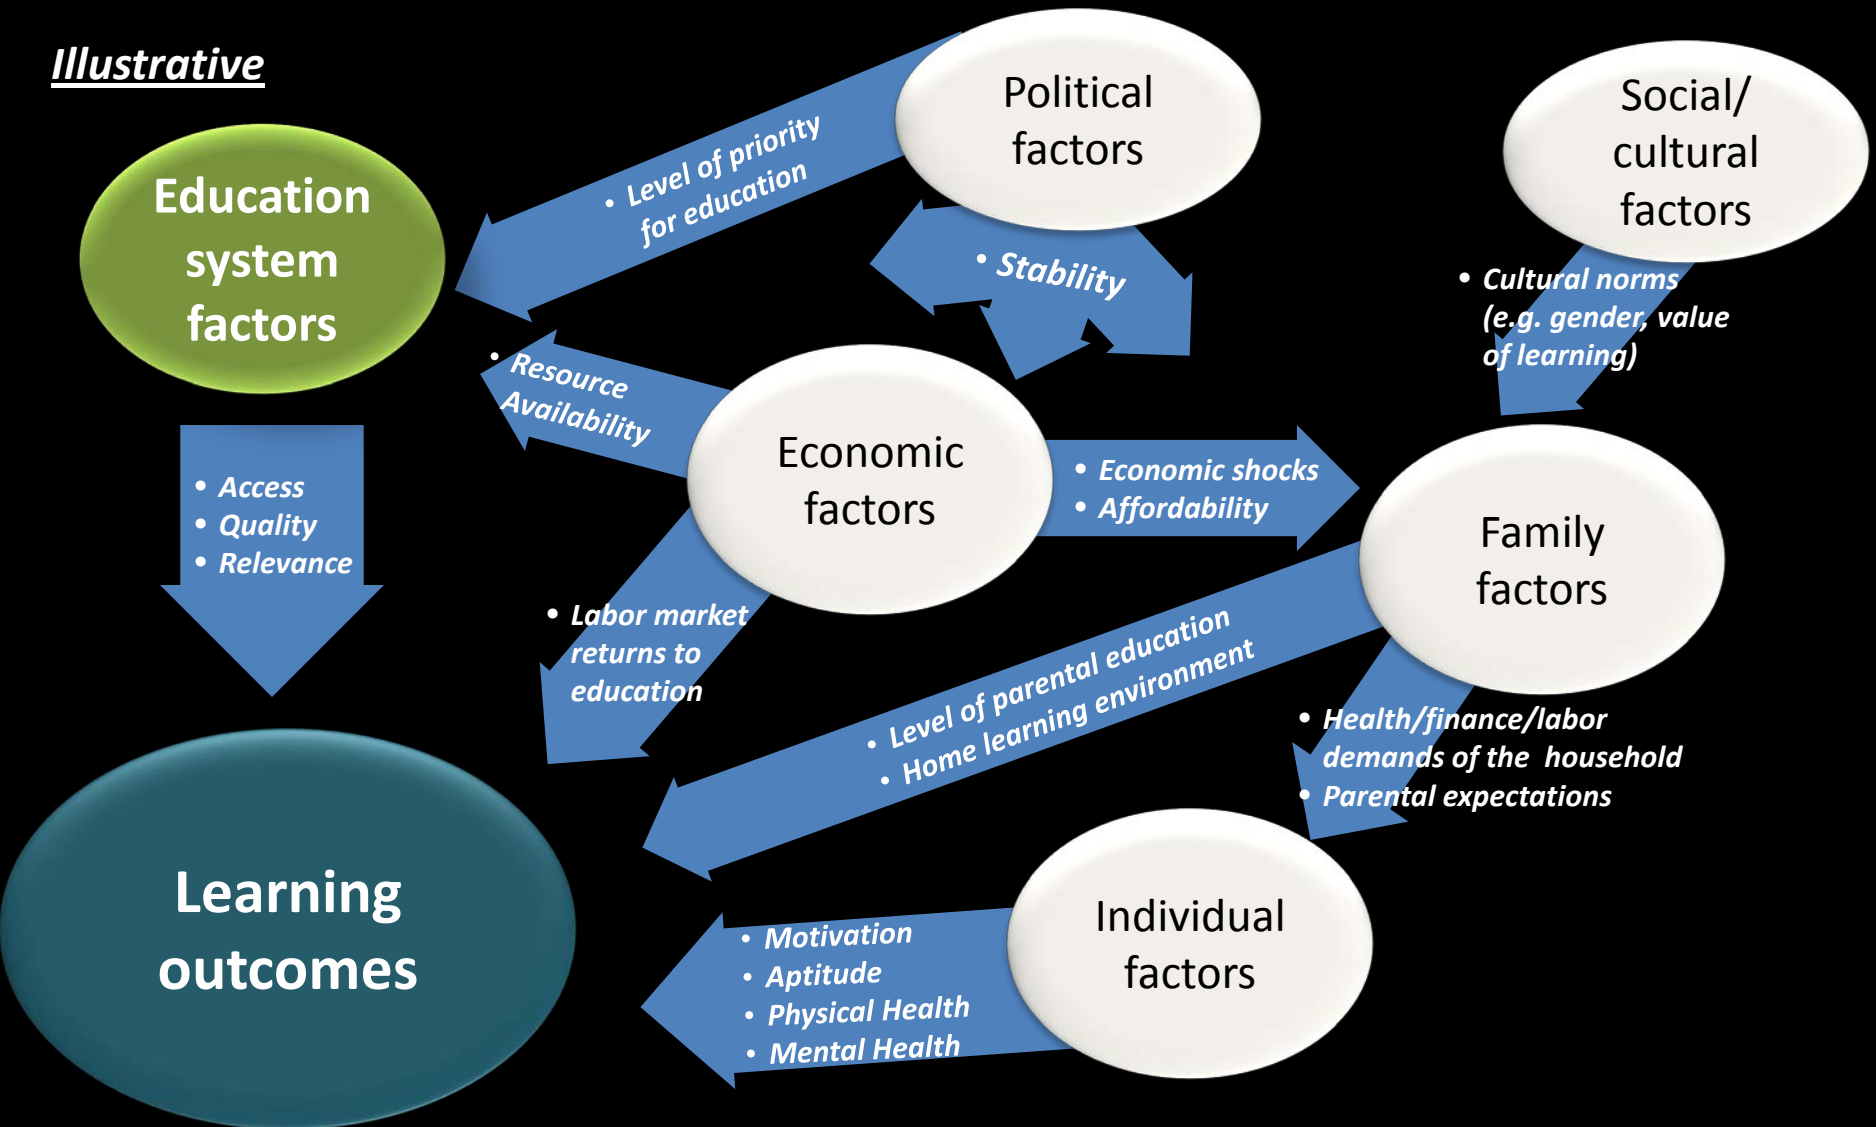 Illustrative
Education
system
factors
Political
factors
Social/
cultural
factors
• Level of priority
for education
• Stability
• Cultural norms
(e.g. gender, value
of learning)
• Resource
Availability
Economic
factors
• Economic shocks
• Affordability
Family
factors
• Access
• Quality
• Relevance
• Labor market
returns to
education
• Level of parental education
• Home learning environment
• Health/finance/labor
demands of the household
• Parental expectations
Learning
outcomes
• Motivation
• Aptitude
• Physical Health
• Mental Health
Individual
factors